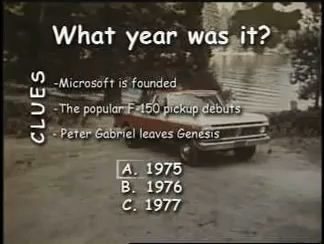 What year was it?
CLUES
-Microsoft is founded
-The popular F-150 pickup debuts
- Peter Gabriel leaves Genesis
A. 1975
B. 1976
C. 1977